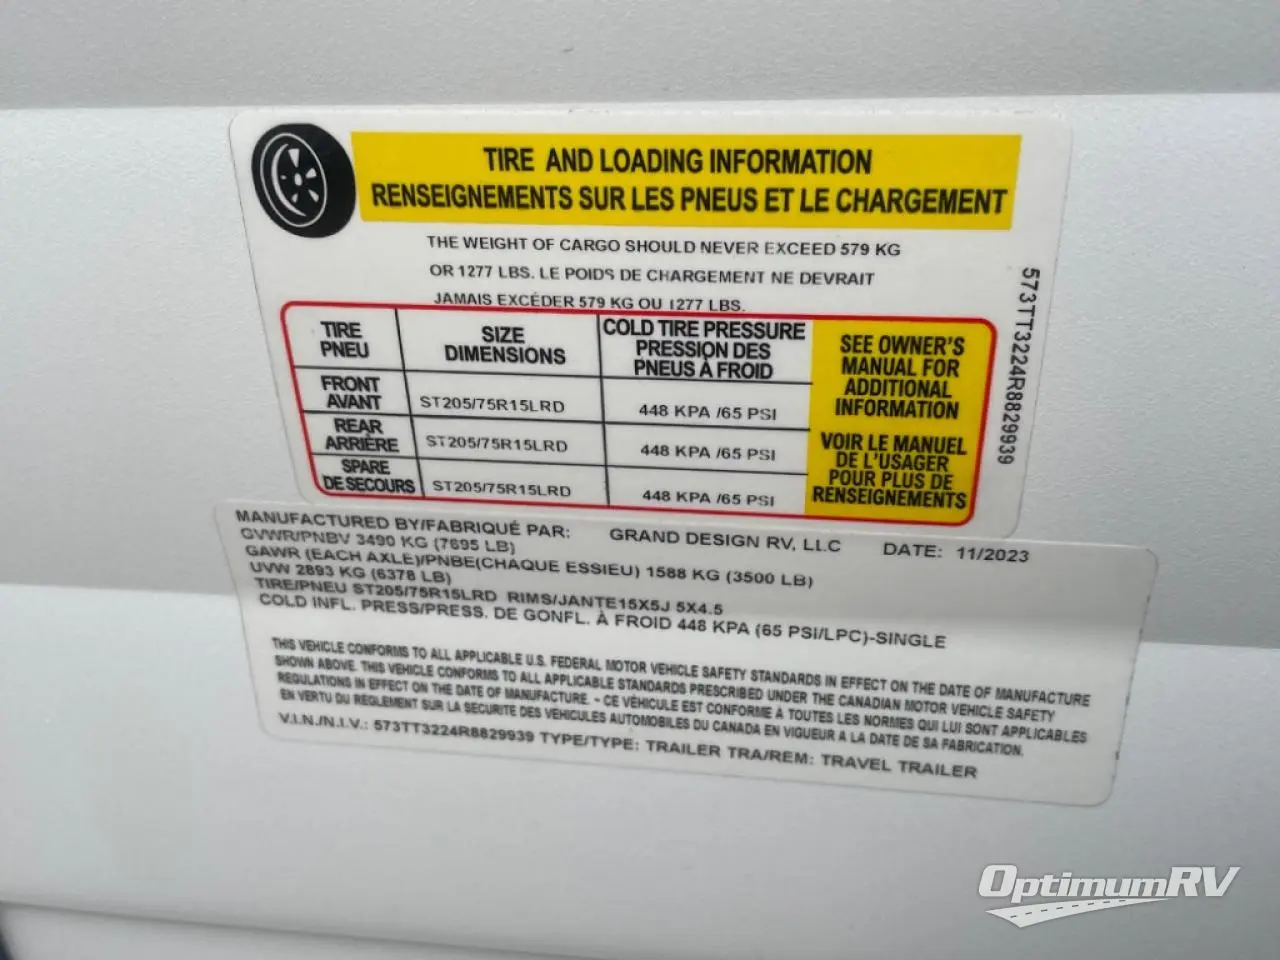 TIRE AND LOADING INFORMATION
RENSEIGNEMENTS SUR LES PNEUS ET LE CHARGEMENT
THE WEIGHT OF CARGO SHOULD NEVER EXCEED 579 KG
OR 1277 LBS. LE POIDS DE CHARGEMENT NE DEVRAIT
JAMAIS EXCÉDER 579 KG OU 1277 LBS.
TIRE
PNEU
SIZE
DIMENSIONS
COLD TIRE PRESSURE
PRESSION DES
PNEUS À FROID
FRONT
AVANT
ST205/75R15LRD
448 KPA /65 PSI
REAR
ARRIÈRE
ST205/75R15LRD
448 KPA /65 PSI
SPARE
DE SECOURS
ST205/75R15LRD
448 KPA /65 PSI
SEE OWNER'S
MANUAL FOR
ADDITIONAL
INFORMATION
VOIR LE MANUEL
DE L'USAGER
POUR PLUS DE
RENSEIGNEMENTS
573TT3224R8829939
MANUFACTURED BY/FABRIQUÉ PAR: GRAND DESIGN RV, LLC DATE: 11/2023
GVWR/PNBV 3490 KG (7695 LB)
GAWR (EACH AXLE)/PNBE(CHAQUE ESSIEU) 1588 KG (3500 LB)
UVW 2893 KG (6378 LB)
TIRE/PNEU ST205/75R15LRD RIMS/JANTE15X5J 5X4.5
COLD INFL. PRESS/PRESS. DE GONFL. À FROID 448 KPA (65 PSI/LPC)-SINGLE
THIS VEHICLE CONFORMS TO ALL APPLICABLE U.S. FEDERAL MOTOR VEHICLE SAFETY STANDARDS IN EFFECT ON THE DATE OF MANUFACTURE
SHOWN ABOVE. THIS VEHICLE CONFORMS TO ALL APPLICABLE STANDARDS PRESCRIBED UNDER THE CANADIAN MOTOR VEHICLE SAFETY
REGULATIONS IN EFFECT ON THE DATE OF MANUFACTURE. - CE VÉHICULE EST CONFORME À TOUTES LES NORMES QUI LUI SONT APPLICABLES
EN VERTU DU REGLEMENT SUR LA SECURITE DES VEHICULES AUTOMOBILES DU CANADA EN VIGUEUR A LA DATE DE SA FABRICATION.
V.I.N./N.I.V.: 573TT3224R8829939 TYPE/TYPE: TRAILER TRA/REM: TRAVEL TRAILER
OptimumRV